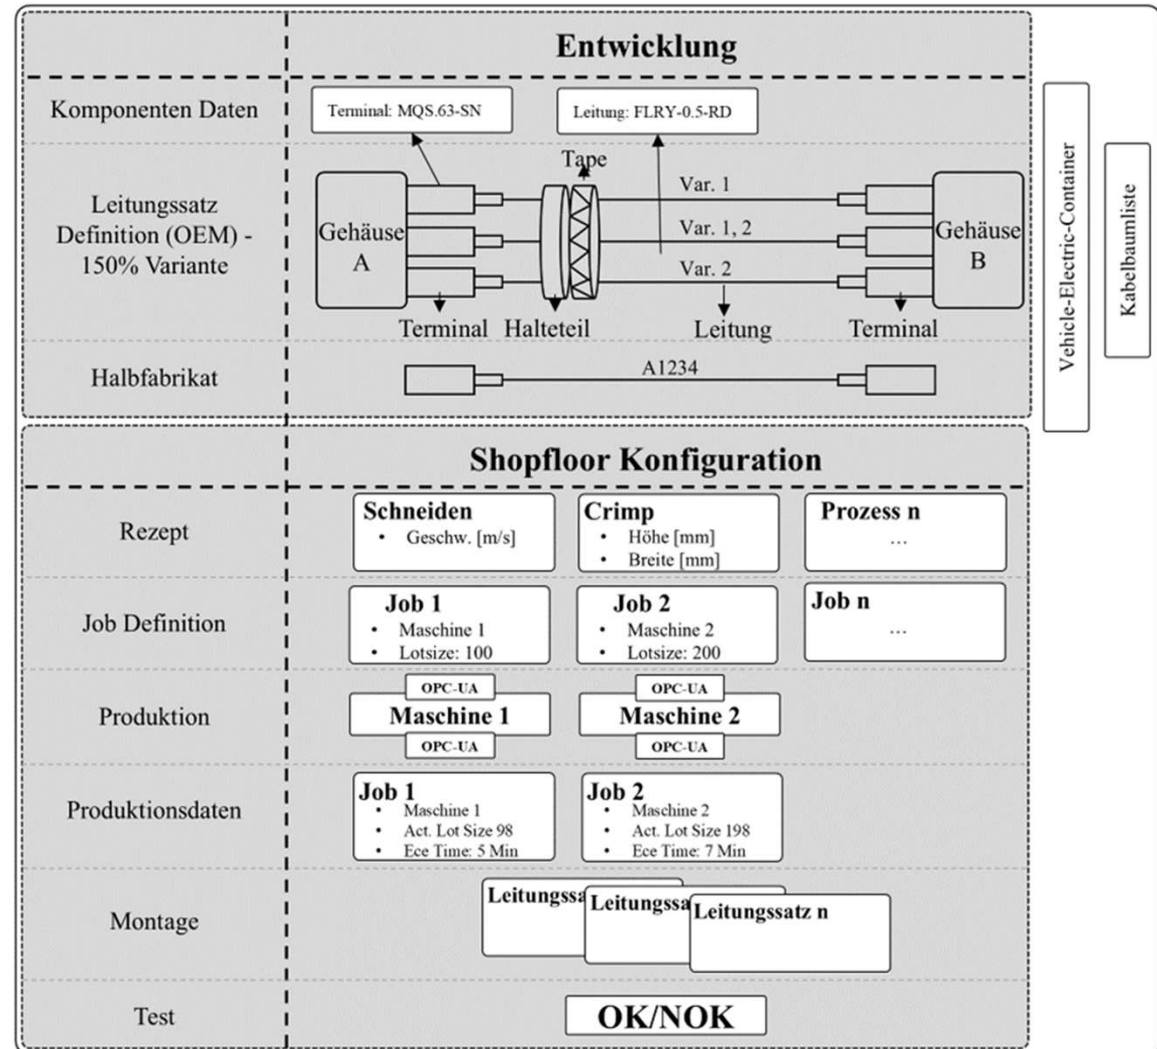 Entwicklung
Komponenten Daten
Terminal: MQS.63-SN
Leitung: FLRY-0.5-RD
Tape
Leitungssatz
Definition (OEM) -
150% Variante
Gehäuse
A
Var. 1
Var. 1, 2
Var. 2
Gehäuse
B
Terminal
Halteteil
Leitung
Terminal
Halbfabrikat
A1234
Vehicle-Electric-Container
Kabelbaumliste
Shopfloor Konfiguration
Rezept
Schneiden
• Geschw. [m/s]
Crimp
• Höhe [mm]
• Breite [mm]
Prozess n
...
Job Definition
Job 1
• Maschine 1
• Lotsize: 100
Job 2
• Maschine 2
• Lotsize: 200
Job n
...
Produktion
OPC-UA
Maschine 1
OPC-UA
OPC-UA
Maschine 2
OPC-UA
Produktionsdaten
Job 1
• Maschine 1
• Act. Lot Size 98
• Ece Time: 5 Min
Job 2
• Maschine 2
• Act. Lot Size 198
• Ece Time: 7 Min
Montage
Leitungssa
Leitungssa
Leitungssatz n
Test
OK/NOK